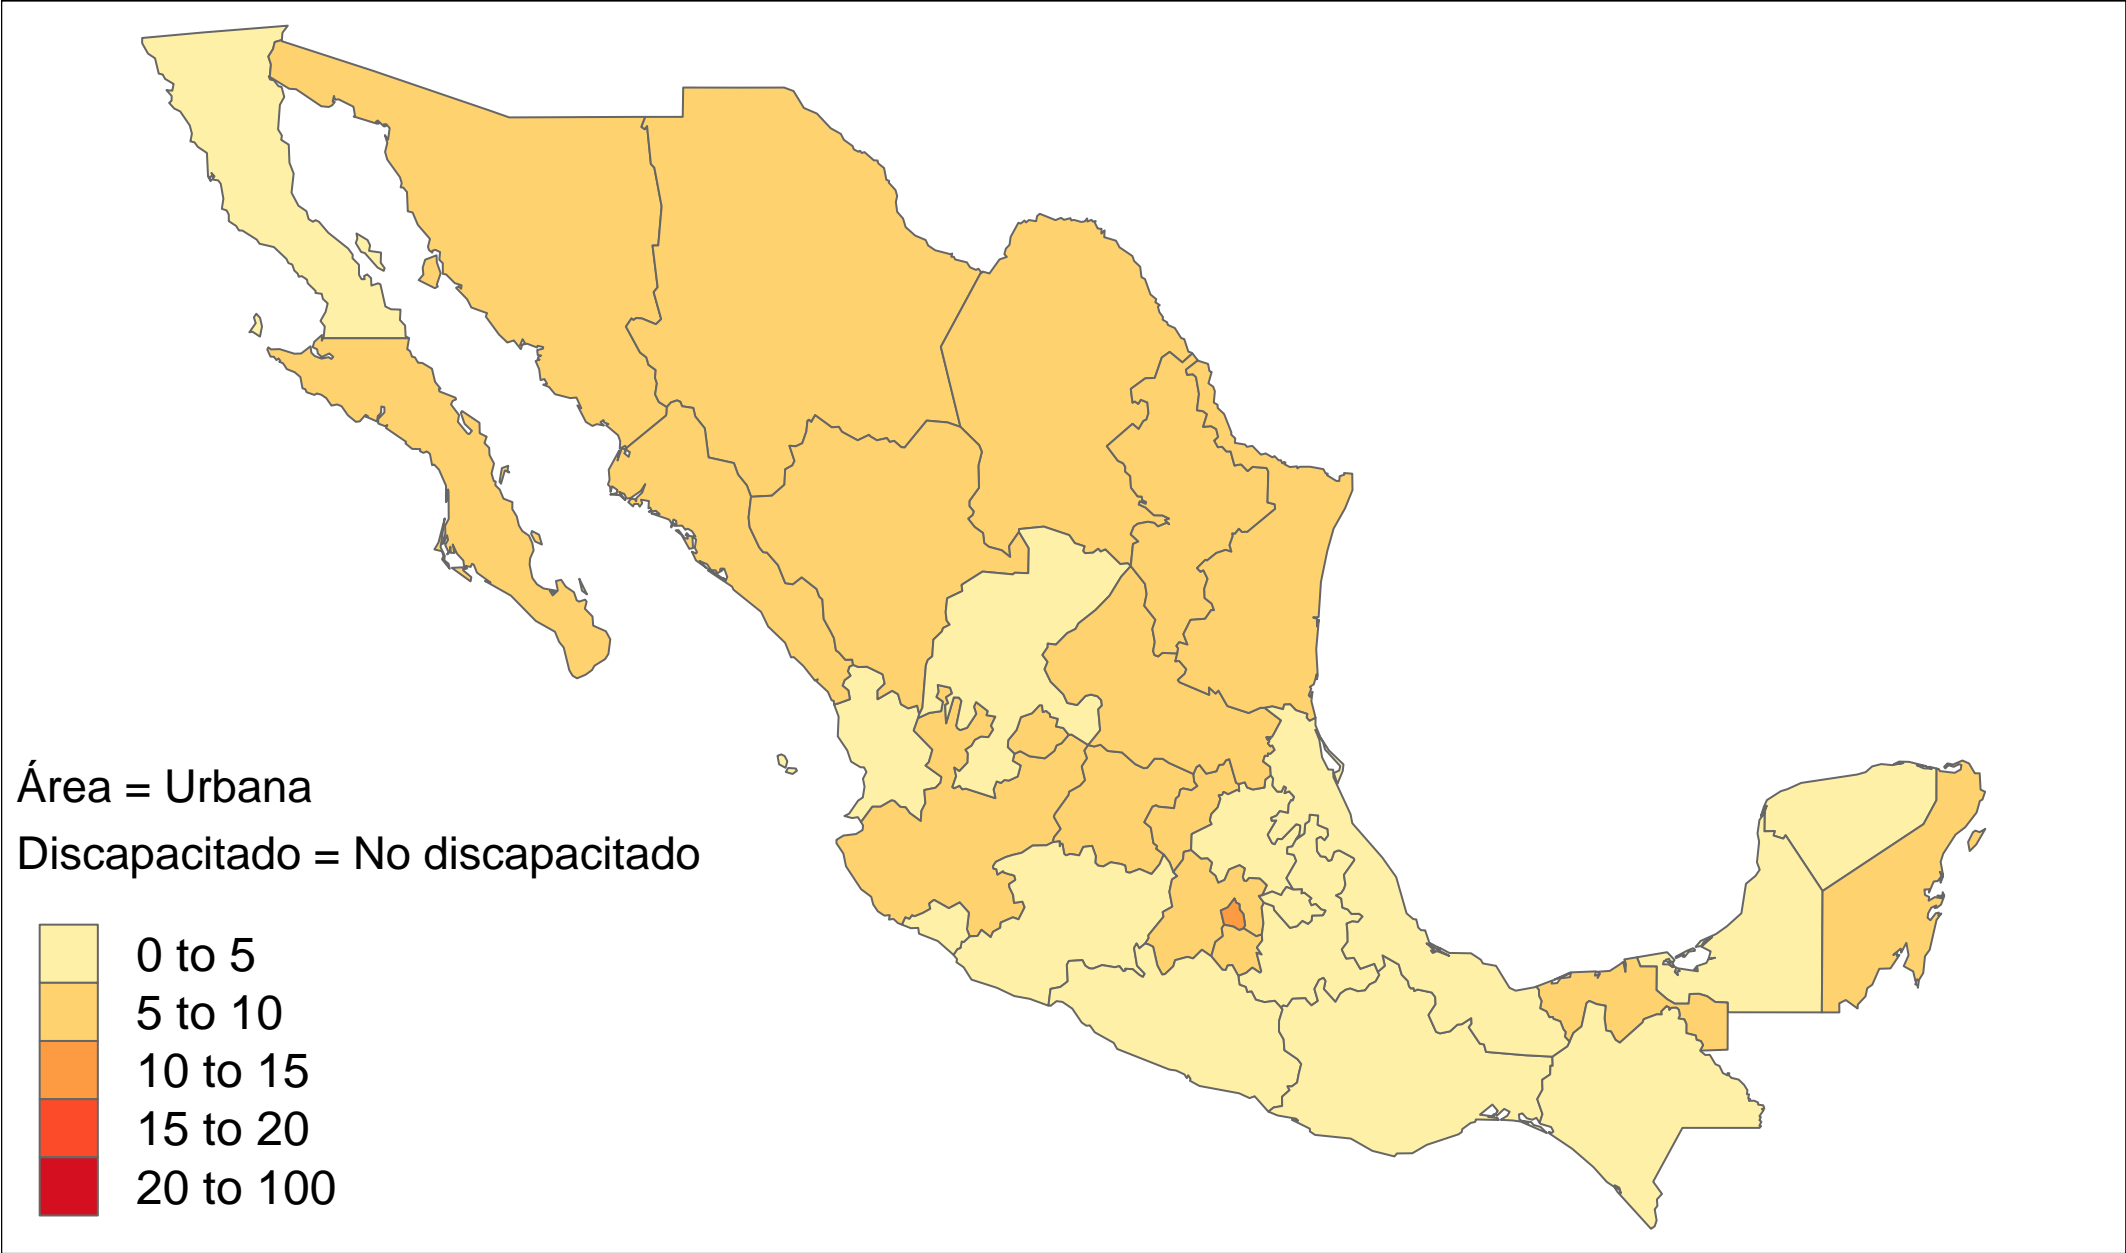 Área = Urbana
Discapacitado = No discapacitado
0 to 5
5 to 10
10 to 15
15 to 20
20 to 100